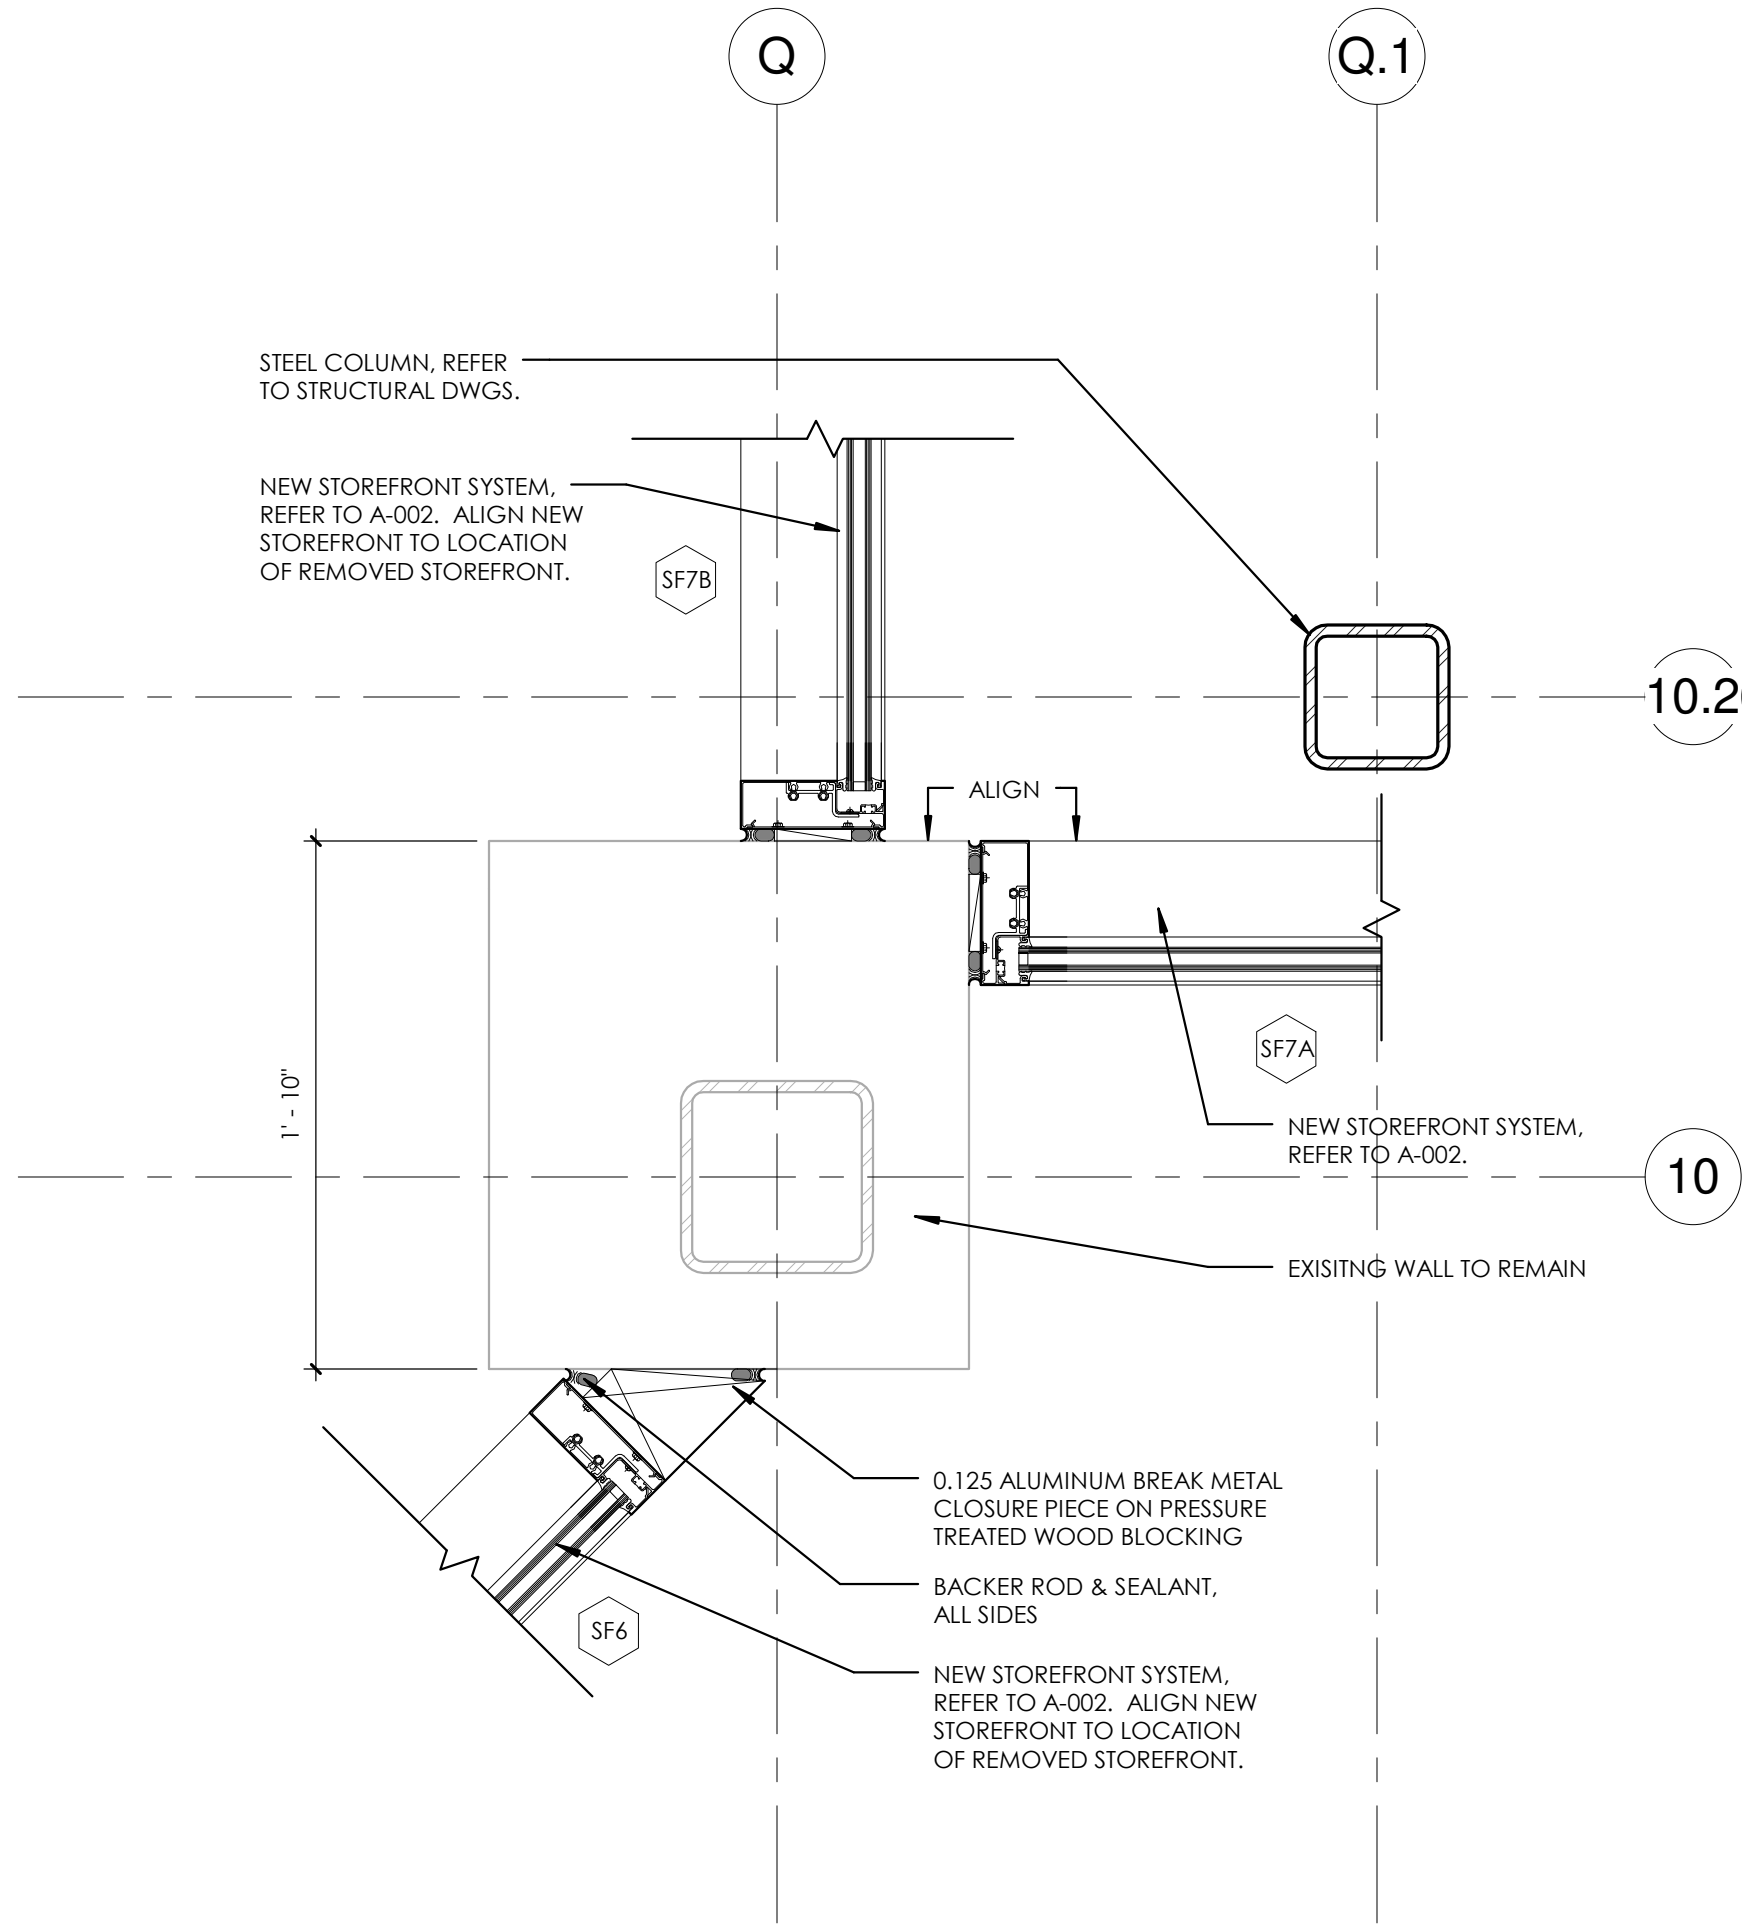 Q
Q.1
STEEL COLUMN, REFER
TO STRUCTURAL DWGS.
NEW STOREFRONT SYSTEM,
REFER TO A-002. ALIGN NEW
STOREFRONT TO LOCATION
OF REMOVED STOREFRONT.
SF7B
ALIGN
SF7A
1' - 10"
NEW STOREFRONT SYSTEM,
REFER TO A-002.
10
EXISITNG WALL TO REMAIN
0.125 ALUMINUM BREAK METAL
CLOSURE PIECE ON PRESSURE
TREATED WOOD BLOCKING
BACKER ROD & SEALANT,
ALL SIDES
SF6
NEW STOREFRONT SYSTEM,
REFER TO A-002. ALIGN NEW
STOREFRONT TO LOCATION
OF REMOVED STOREFRONT.